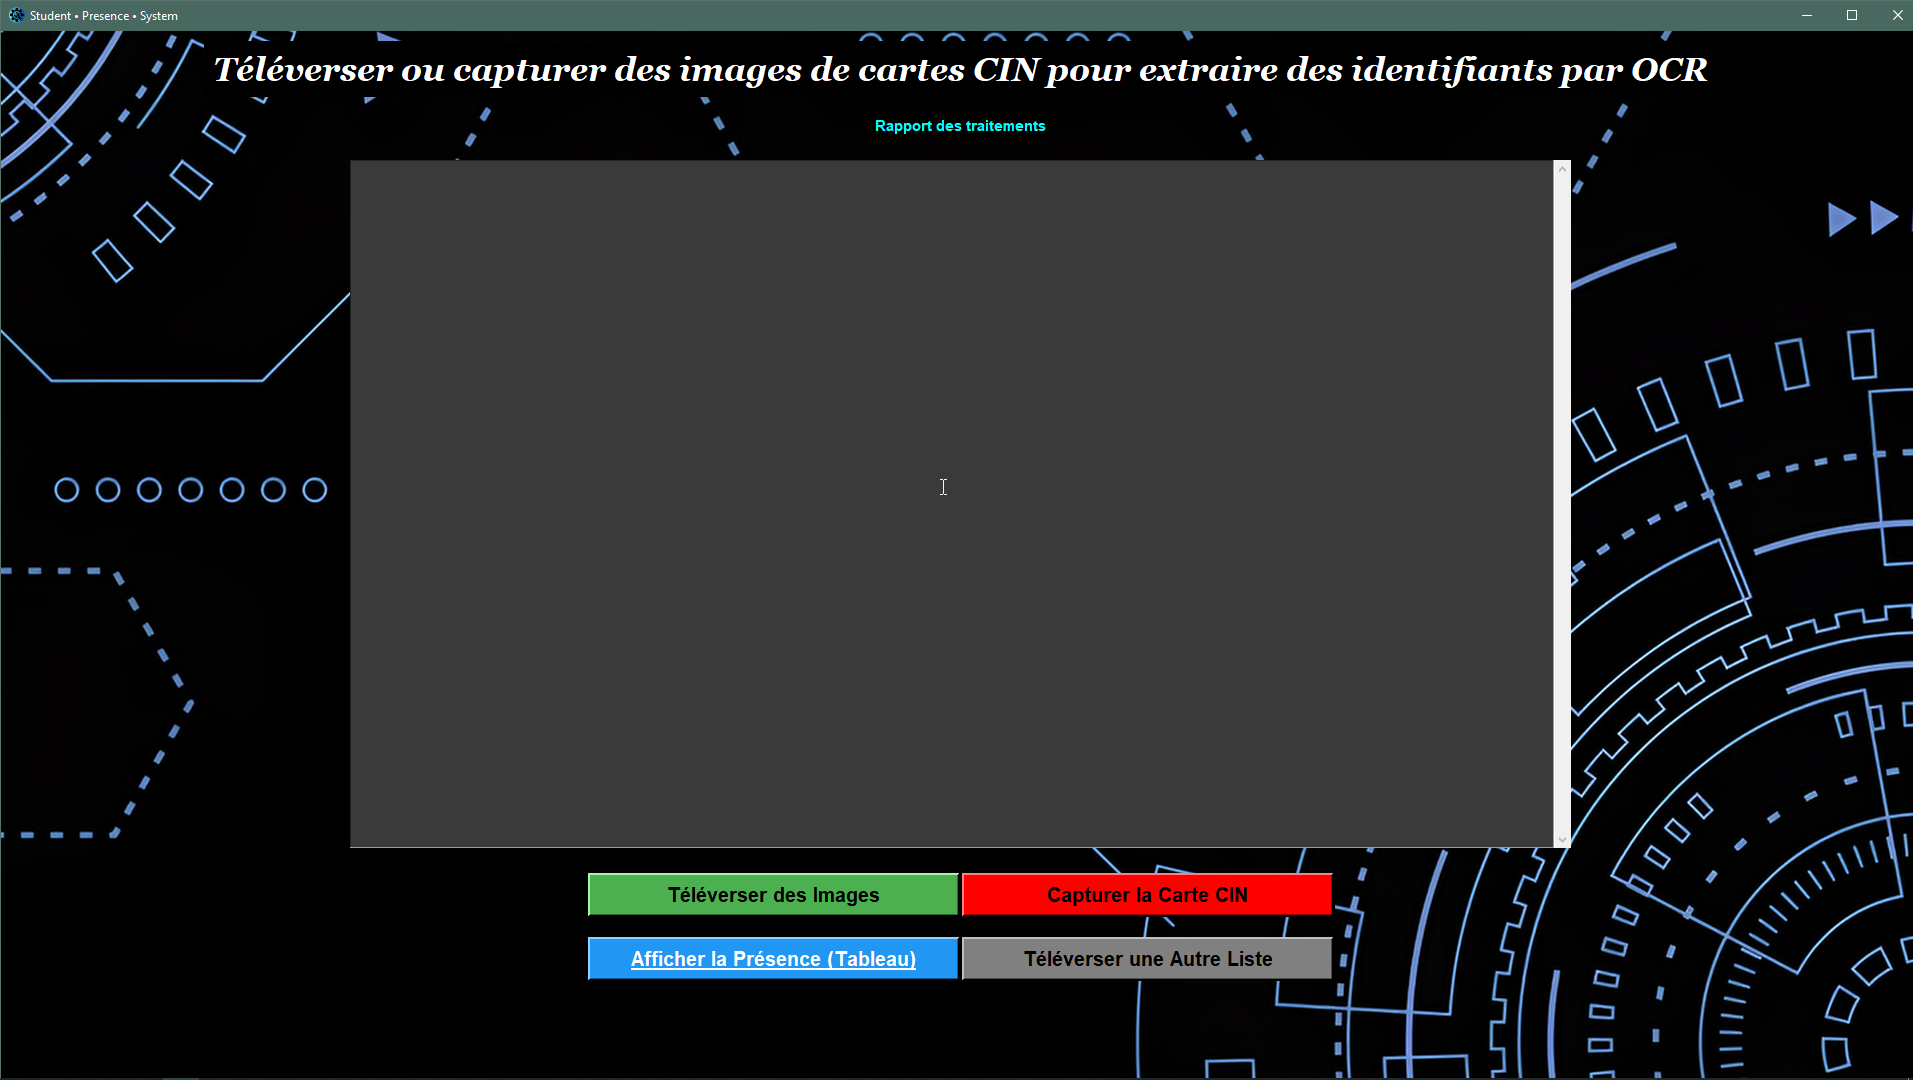 Student • Presence • System
Téléverser ou capturer des images de cartes CIN pour extraire des identifiants par OCR
Rapport des traitements
Téléverser des Images
Capturer la Carte CIN
Afficher la Présence (Tableau)
Téléverser une Autre Liste